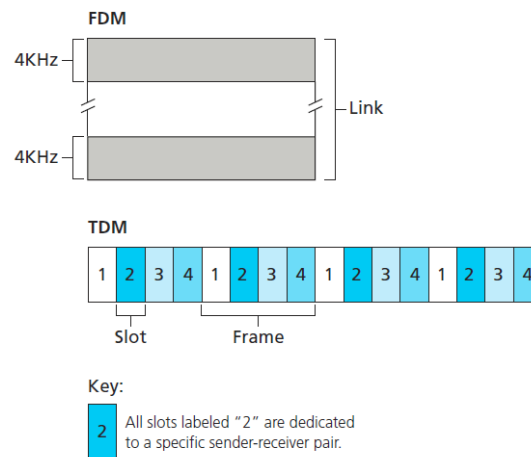 FDM
4KHz
Link
4KHz
TDM
1 2 3 4 1 2 3 4 1 2 3 4 1 2 3 4
Slot Frame
Key:
2 All slots labeled “2” are dedicated
to a specific sender-receiver pair.